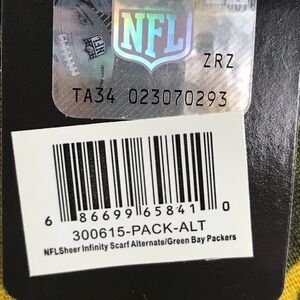 NFL
ZRZ
TA34 023070293
6 86699 65841 0
300615-PACK-ALT
NFLSheer Infinity Scarf Alternate/Green Bay Packers